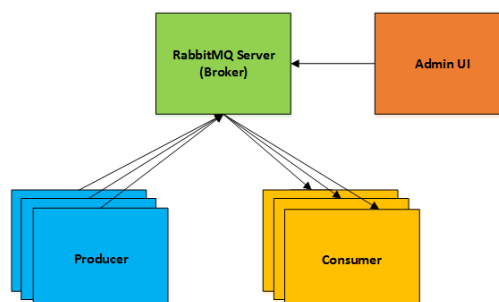 RabbitMQ Server
(Broker)
Admin UI
Producer
Consumer